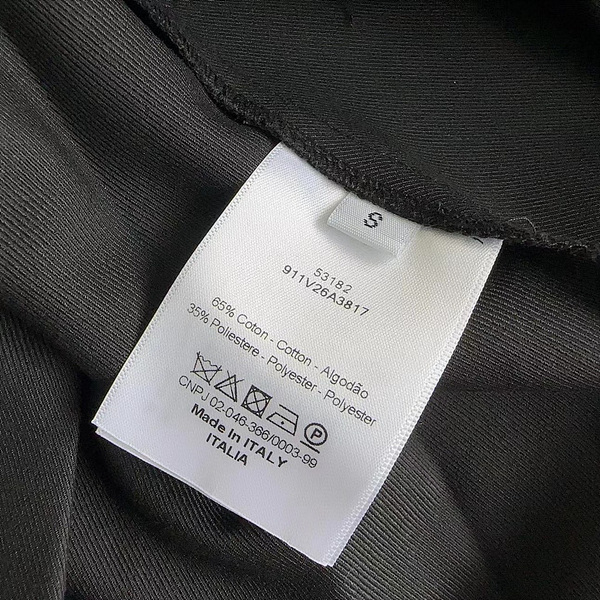 S
53182
911V26A3817
65% Coton - Cotton - Algodão
35% Poliestere - Polyester - Polyester
P
CNPJ 02-046-366/0003-99
Made in ITALY
ITALIA